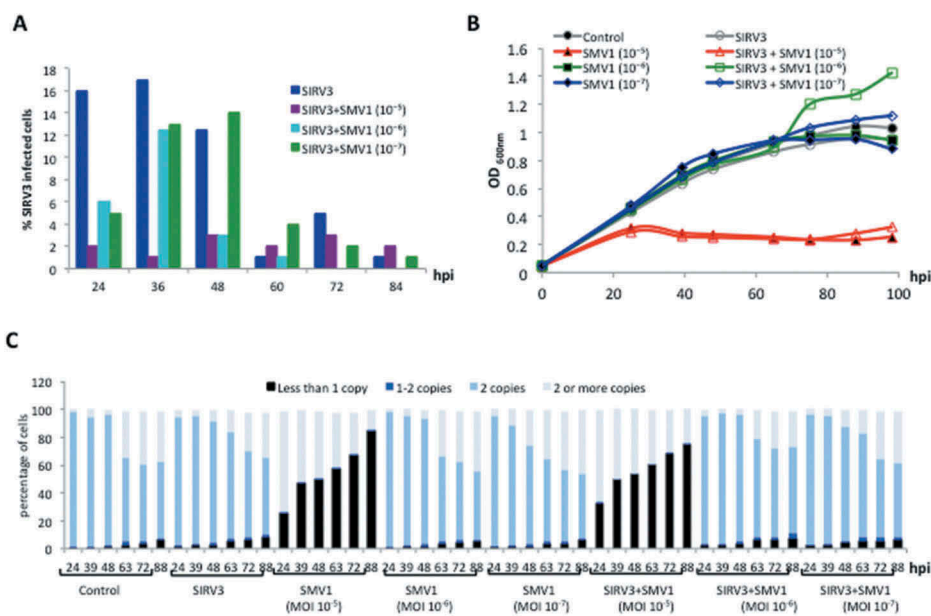 A
% SIRV3 infected cells
18
16
14
12
10
8
6
4
2
0
SIRV3
SIRV3+SMV1 (10⁻⁵)
SIRV3+SMV1 (10⁻⁶)
SIRV3+SMV1 (10⁻⁷)
24 36 48 60 72 84 hpi
B
Control SIRV3
SMV1 (10⁻⁵) SIRV3 + SMV1 (10⁻⁵)
SMV1 (10⁻⁶) SIRV3 + SMV1 (10⁻⁶)
SMV1 (10⁻⁷) SIRV3 + SMV1 (10⁻⁷)
OD 600nm
1.6
1.4
1.2
1
0.8
0.6
0.4
0.2
0
0 20 40 60 80 100 hpi
C
Less than 1 copy 1-2 copies 2 copies 2 or more copies
percentage of cells
120
100
80
60
40
20
0
24 39 48 63 72 88 24 39 48 63 72 88 24 39 48 63 72 88 24 39 48 63 72 88 24 39 48 63 72 88 24 39 48 63 72 88 24 39 48 63 72 88 24 39 48 63 72 88 hpi
Control SIRV3 SMV1 SMV1 SMV1 SIRV3+SMV1 SIRV3+SMV1 SIRV3+SMV1
(MOI 10⁻⁵) (MOI 10⁻⁶) (MOI 10⁻⁷) (MOI 10⁻⁵) (MOI 10⁻⁶) (MOI 10⁻⁷)